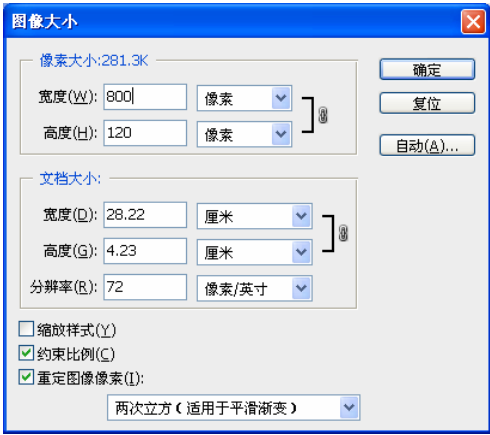 图像大小
像素大小:281.3K
确定
宽度(W): 800 像素
复位
高度(H): 120 像素
自动(A)...
文档大小:
宽度(D): 28.22 厘米
高度(G): 4.23 厘米
分辨率(R): 72 像素/英寸
缩放样式(Y)
约束比例(C)
重定图像像素(I):
两次立方（适用于平滑渐变）